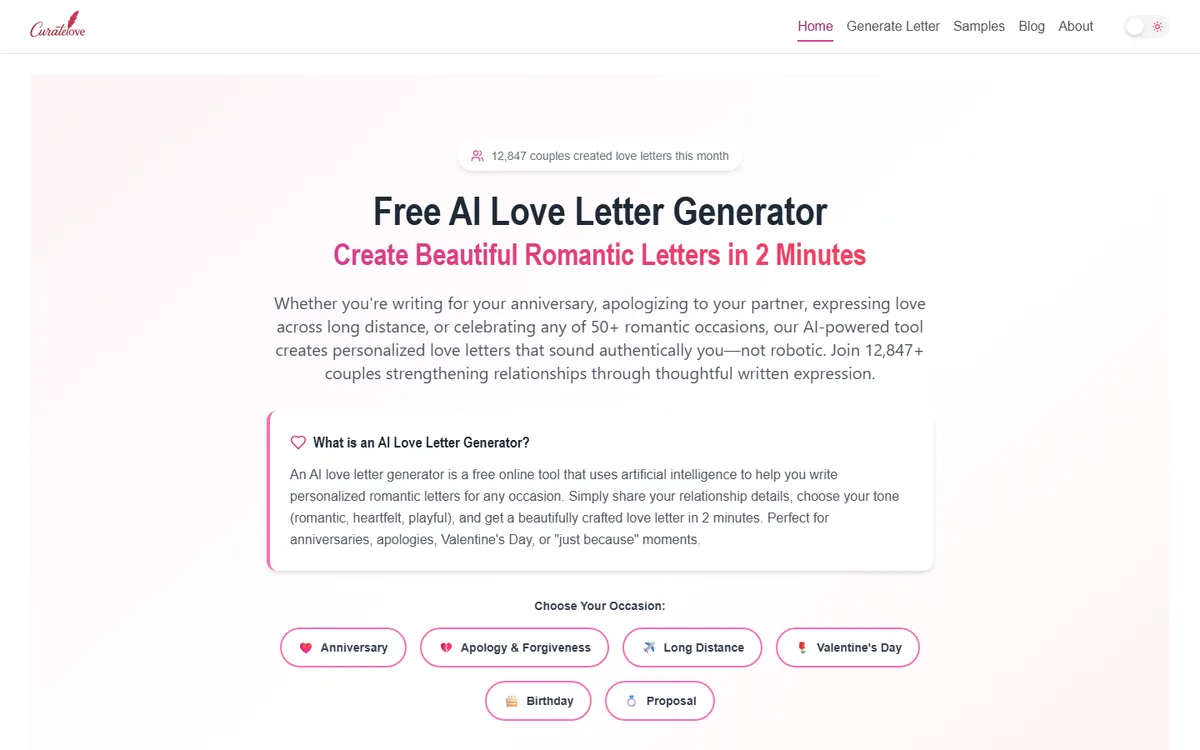 Curatelove
Home Generate Letter Samples Blog About
12,847 couples created love letters this month
Free AI Love Letter Generator
Create Beautiful Romantic Letters in 2 Minutes
Whether you're writing for your anniversary, apologizing to your partner, expressing love
across long distance, or celebrating any of 50+ romantic occasions, our AI-powered tool
creates personalized love letters that sound authentically you—not robotic. Join 12,847+
couples strengthening relationships through thoughtful written expression.
What is an AI Love Letter Generator?
An AI love letter generator is a free online tool that uses artificial intelligence to help you write
personalized romantic letters for any occasion. Simply share your relationship details, choose your tone
(romantic, heartfelt, playful), and get a beautifully crafted love letter in 2 minutes. Perfect for
anniversaries, apologies, Valentine's Day, or "just because" moments.
Choose Your Occasion:
Anniversary Apology & Forgiveness Long Distance Valentine's Day
Birthday Proposal